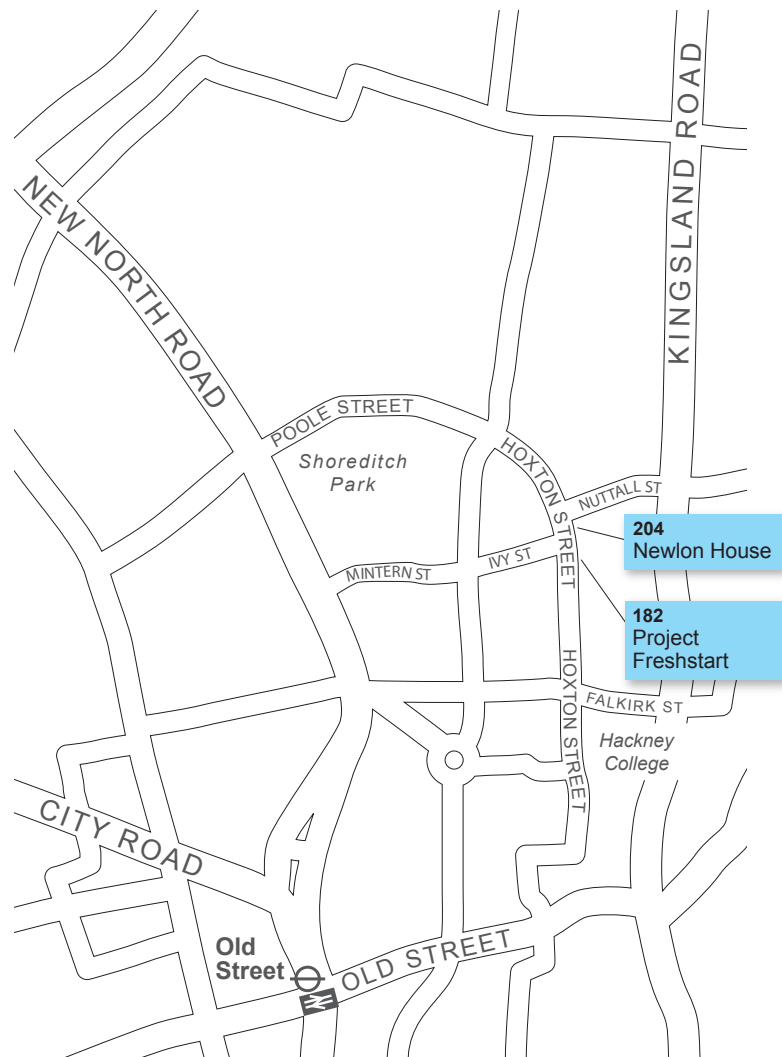 KINGSLAND ROAD
NEW NORTH ROAD
POOLE STREET
Shoreditch
Park
HOXTON STREET
NUTTALL ST
204
Newlon House
IVY ST
MINTERN ST
182
Project
Freshstart
HOXTON STREET
FALKIRK ST
Hackney
College
CITY ROAD
Old
Street
OLD STREET